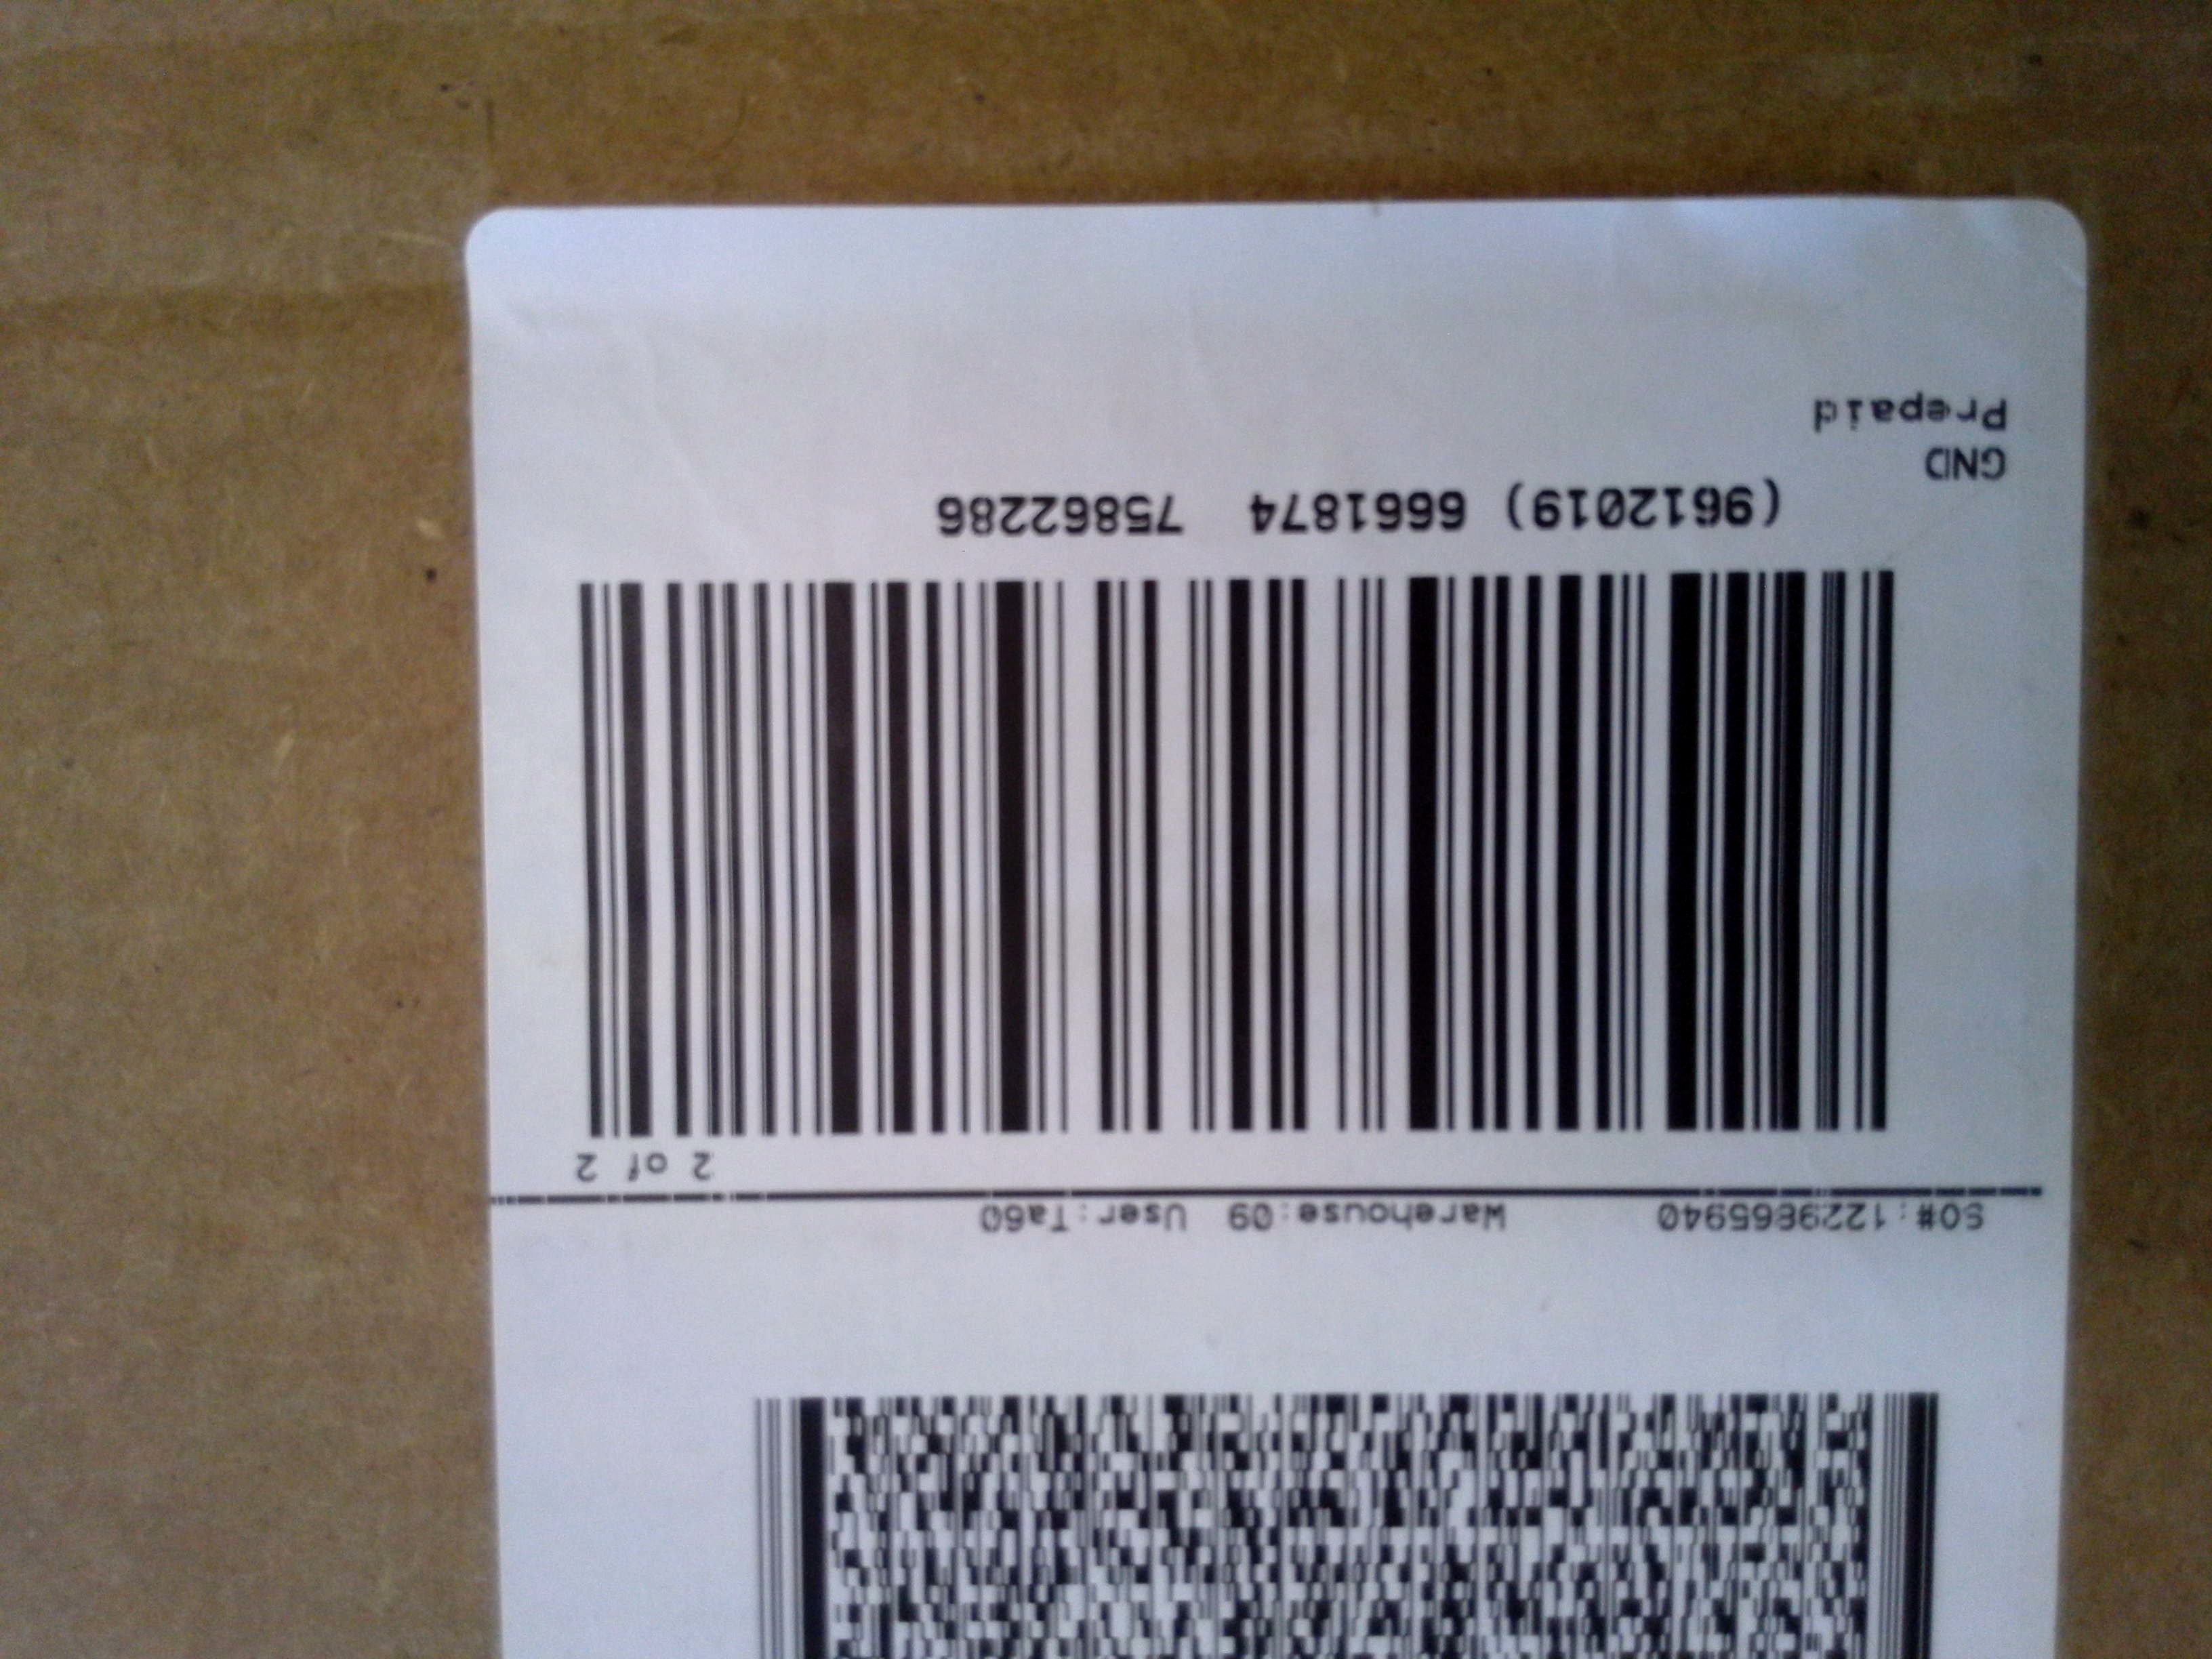 SO#:1229865940 Warehouse:09 User:Ta60
2 of 2
(9612019) 6661874 75862286
GND
Prepaid